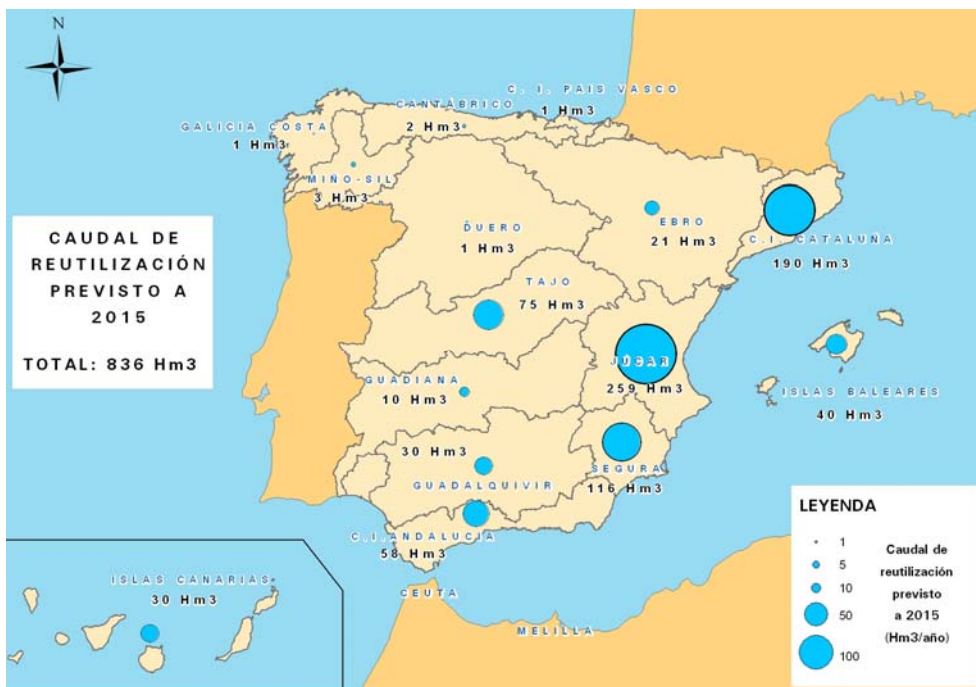 N
C. I. PAIS VASCO
1 Hm3
CANTÁBRICO
2 Hm3
GALICIA COSTA
1 Hm3
MIÑO-SIL
3 Hm3
DUERO
1 Hm3
EBRO
21 Hm3
C.I. CATALUÑA
190 Hm3
CAUDAL DE
REUTILIZACIÓN
PREVISTO A
2015
TOTAL: 836 Hm3
TAJO
75 Hm3
JÚCAR
259 Hm3
GUADIANA
10 Hm3
ISLAS BALEARES
40 Hm3
30 Hm3
GUADALQUIVIR
SEGURA
116 Hm3
C.I.ANDALUCIA
58 Hm3
ISLAS CANARIAS
30 Hm3
CEUTA
MELILLA
LEYENDA
1
5
10
50
100
Caudal de
reutilización
previsto
a 2015
(Hm3/año)